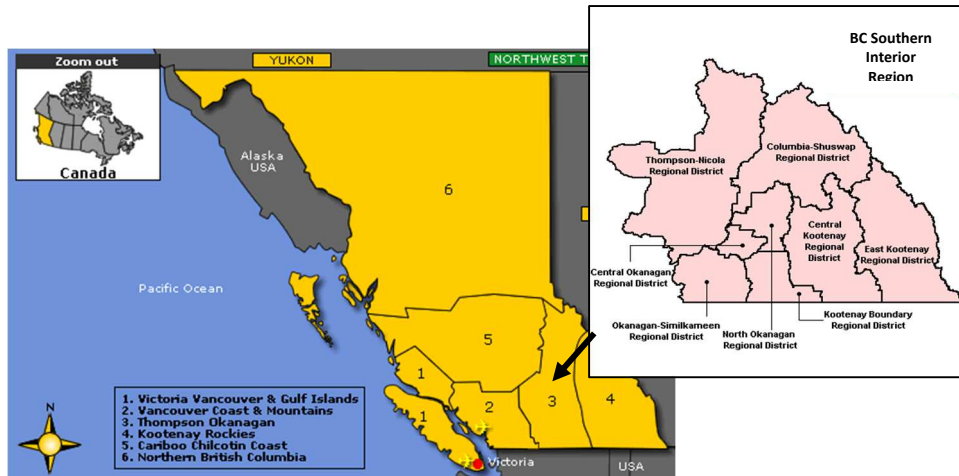 Zoom out
Canada
YUKON
NORTHWEST T
Alaska
USA
6
Pacific Ocean
5
1
1
2
3
4
Victoria
USA
N
1. Victoria Vancouver & Gulf Islands
2. Vancouver Coast & Mountains
3. Thompson Okanagan
4. Kootenay Rockies
5. Cariboo Chilcotin Coast
6. Northern British Columbia
BC Southern
Interior
Region
Thompson-Nicola
Regional District
Columbia-Shuswap
Regional District
Central
Kootenay
Regional
District
East Kootenay
Regional District
Central Okanagan
Regional District
Okanagan-Similkameen
Regional District
North Okanagan
Regional District
Kootenay Boundary
Regional District